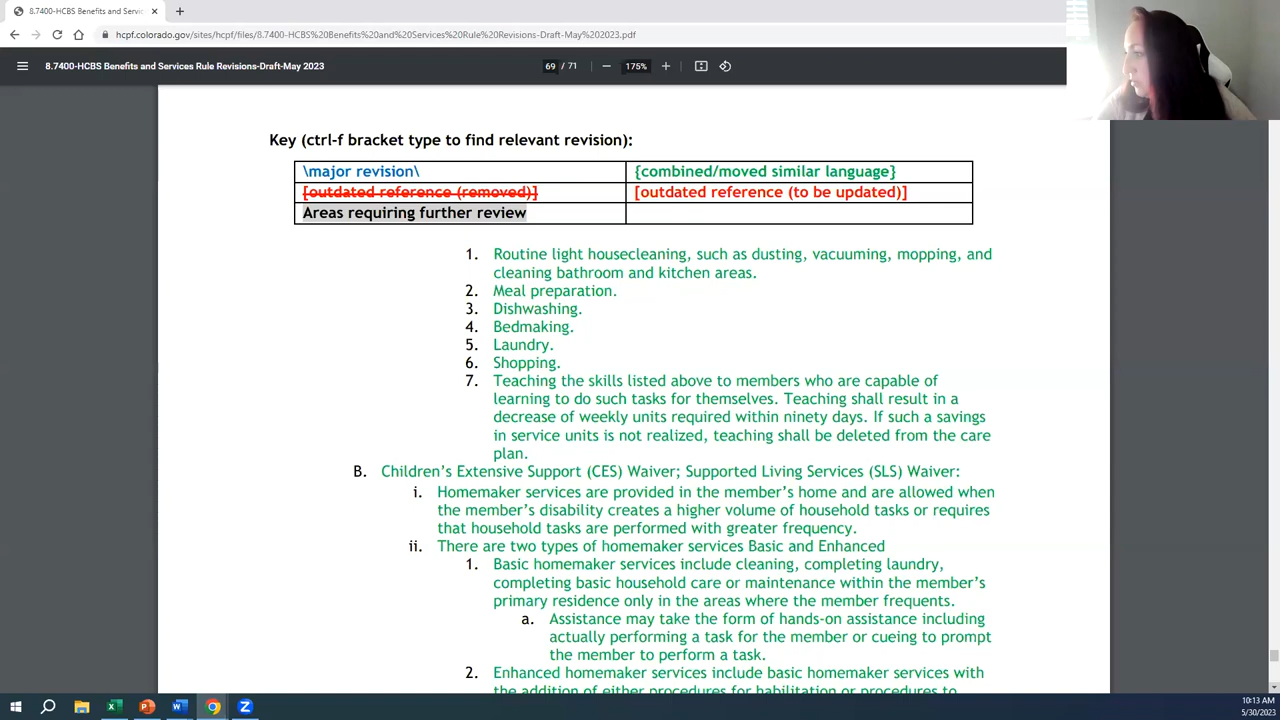 8.7400-HCBS Benefits and Servic
hcpf.colorado.gov/sites/hcpf/files/8.7400-HCBS%20Benefits%20and%20Services%20Rule%20Revisions-Draft-May%202023.pdf
8.7400-HCBS Benefits and Services Rule Revisions-Draft-May 2023
69 / 71
175%
Key (ctrl-f bracket type to find relevant revision):
\major revision\
{combined/moved similar language}
[outdated reference (removed)]
[outdated reference (to be updated)]
Areas requiring further review
1. Routine light housecleaning, such as dusting, vacuuming, mopping, and
cleaning bathroom and kitchen areas.
2. Meal preparation.
3. Dishwashing.
4. Bedmaking.
5. Laundry.
6. Shopping.
7. Teaching the skills listed above to members who are capable of
learning to do such tasks for themselves. Teaching shall result in a
decrease of weekly units required within ninety days. If such a savings
in service units is not realized, teaching shall be deleted from the care
plan.
B. Children's Extensive Support (CES) Waiver; Supported Living Services (SLS) Waiver:
i. Homemaker services are provided in the member's home and are allowed when
the member's disability creates a higher volume of household tasks or requires
that household tasks are performed with greater frequency.
ii. There are two types of homemaker services Basic and Enhanced
1. Basic homemaker services include cleaning, completing laundry,
completing basic household care or maintenance within the member's
primary residence only in the areas where the member frequents.
a. Assistance may take the form of hands-on assistance including
actually performing a task for the member or cueing to prompt
the member to perform a task.
2. Enhanced homemaker services include basic homemaker services with
the addition of either procedures for habilitation or procedures to
10:13 AM
5/30/2023